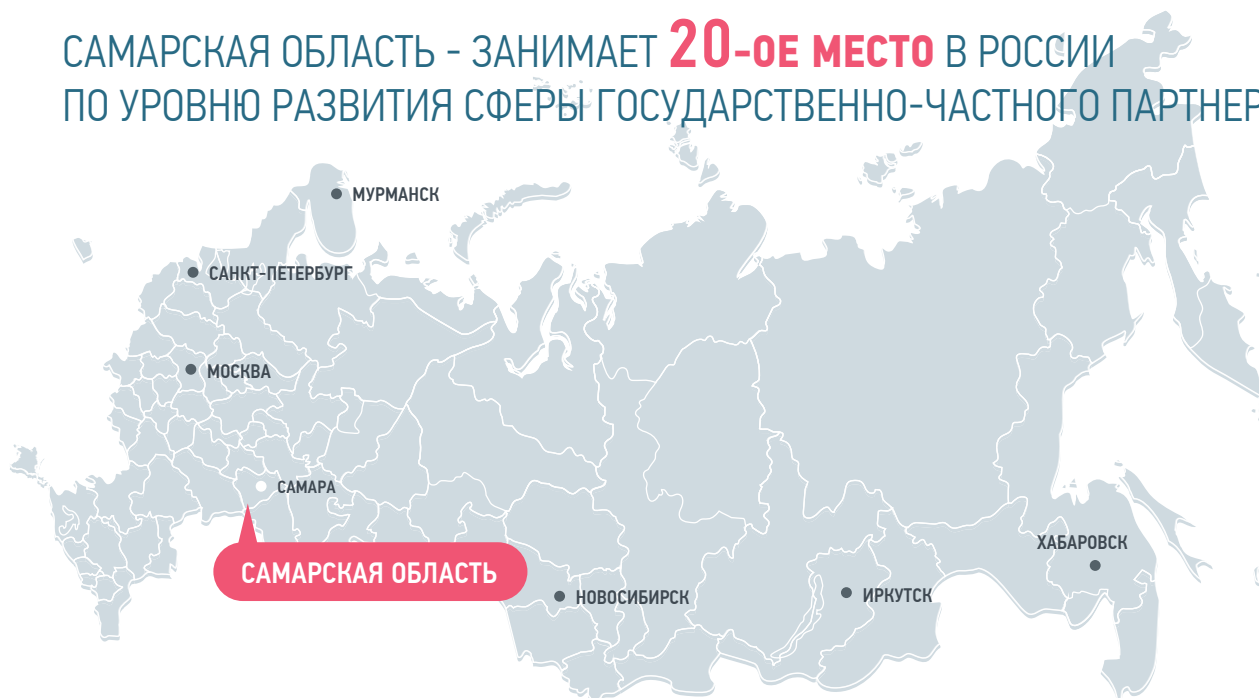 САМАРСКАЯ ОБЛАСТЬ - ЗАНИМАЕТ 20-ОЕ МЕСТО В РОССИИ
ПО УРОВНЮ РАЗВИТИЯ СФЕРЫ ГОСУДАРСТВЕННО-ЧАСТНОГО ПАРТНЕР
МУРМАНСК
САНКТ-ПЕТЕРБУРГ
МОСКВА
САМАРА
САМАРСКАЯ ОБЛАСТЬ
НОВОСИБИРСК
ИРКУТСК
ХАБАРОВСК